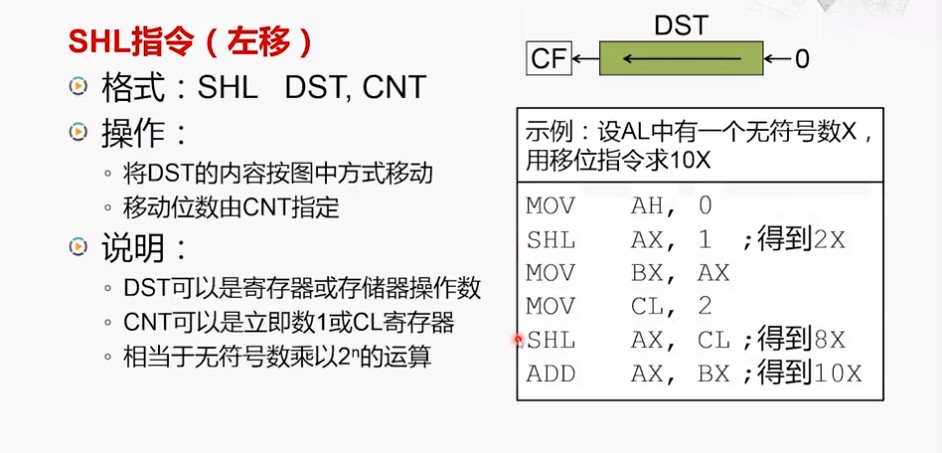 SHL指令（左移）
格式：SHL DST, CNT
操作：
将DST的内容按图中方式移动
移动位数由CNT指定
说明：
DST可以是寄存器或存储器操作数
CNT可以是立即数1或CL寄存器
相当于无符号数乘以2ⁿ的运算
DST
CF
0
示例：设AL中有一个无符号数X，
用移位指令求10X
MOV AH, 0
SHL AX, 1 ;得到2X
MOV BX, AX
MOV CL, 2
SHL AX, CL ;得到8X
ADD AX, BX ;得到10X